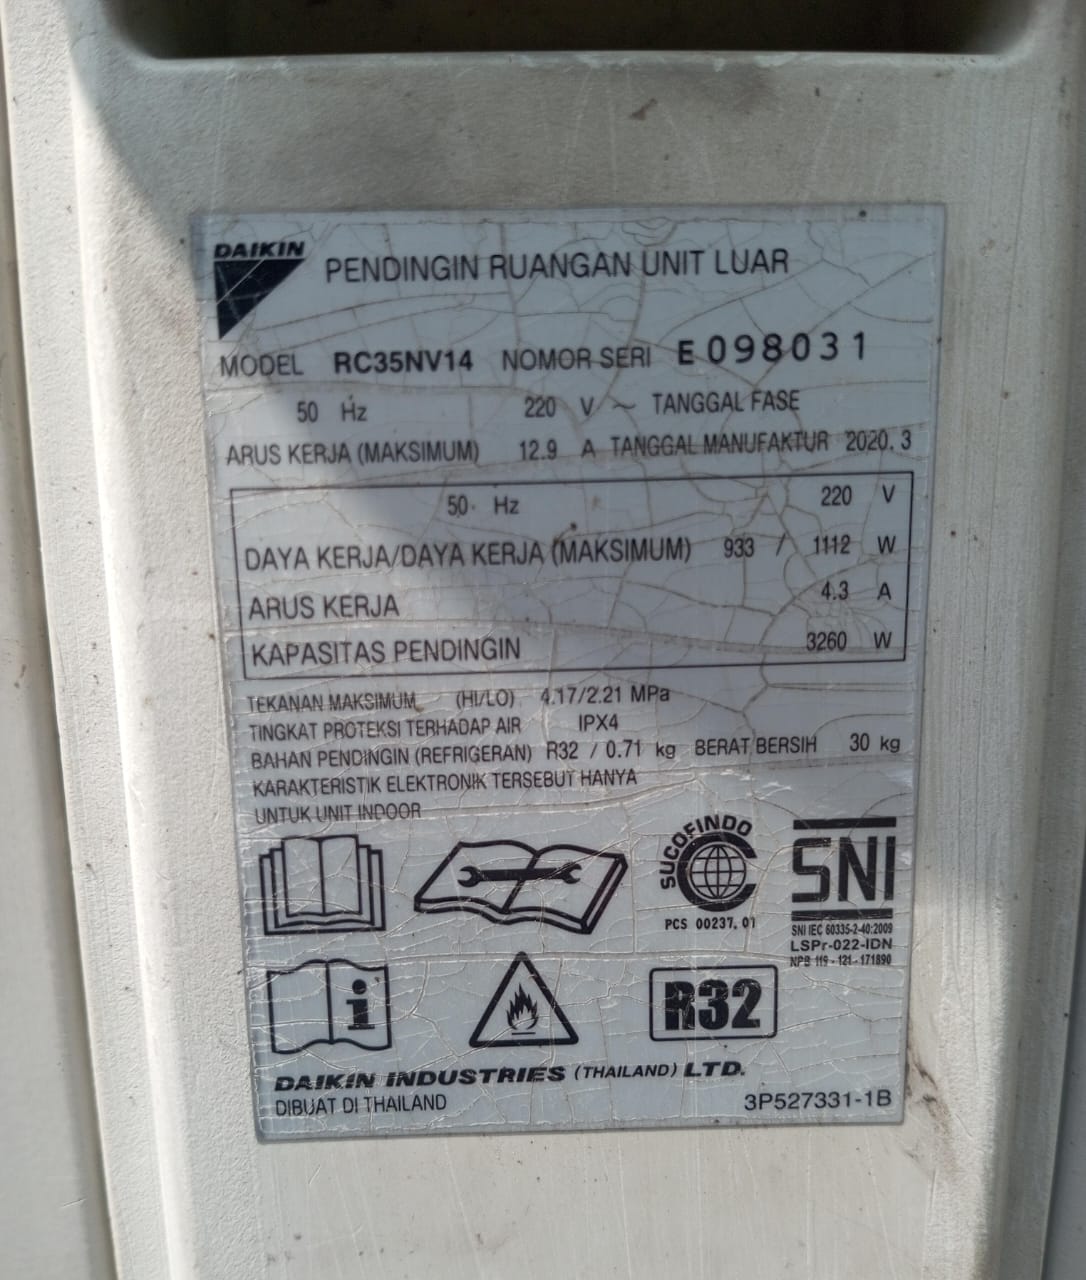 DAIKIN
PENDINGIN RUANGAN UNIT LUAR
MODEL RC35NV14 NOMOR SERI E 098031
50 Hz 220 V ~ TANGGAL FASE
ARUS KERJA (MAKSIMUM) 12.9 A TANGGAL MANUFAKTUR 2020. 3
50 Hz 220 V
DAYA KERJA/DAYA KERJA (MAKSIMUM) 933 / 1112 W
ARUS KERJA 4.3 A
KAPASITAS PENDINGIN 3260 W
TEKANAN MAKSIMUM (HI/LO) 4.17/2.21 MPa
TINGKAT PROTEKSI TERHADAP AIR IPX4
BAHAN PENDINGIN (REFRIGERAN) R32 / 0.71 kg BERAT BERSIH 30 kg
KARAKTERISTIK ELEKTRONIK TERSEBUT HANYA
UNTUK UNIT INDOOR
SUCOFINDO
PCS 00237.01
SNI
SNI IEC 60335-2-40:2009
LSPr-022-IDN
NPB 119 - 121 - 171890
i
R32
DAIKIN INDUSTRIES (THAILAND) LTD.
DIBUAT DI THAILAND 3P527331-1B